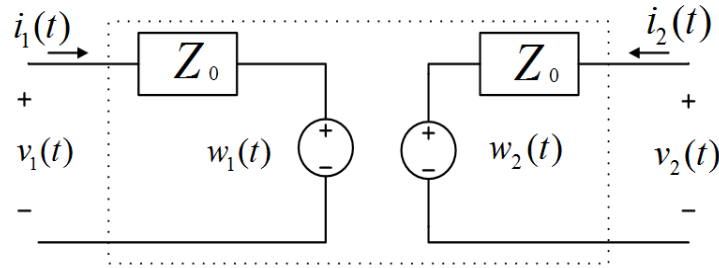 i₁(t) Z₀ Z₀ i₂(t)
+ + + +
v₁(t) w₁(t) w₂(t) v₂(t)
− − − −